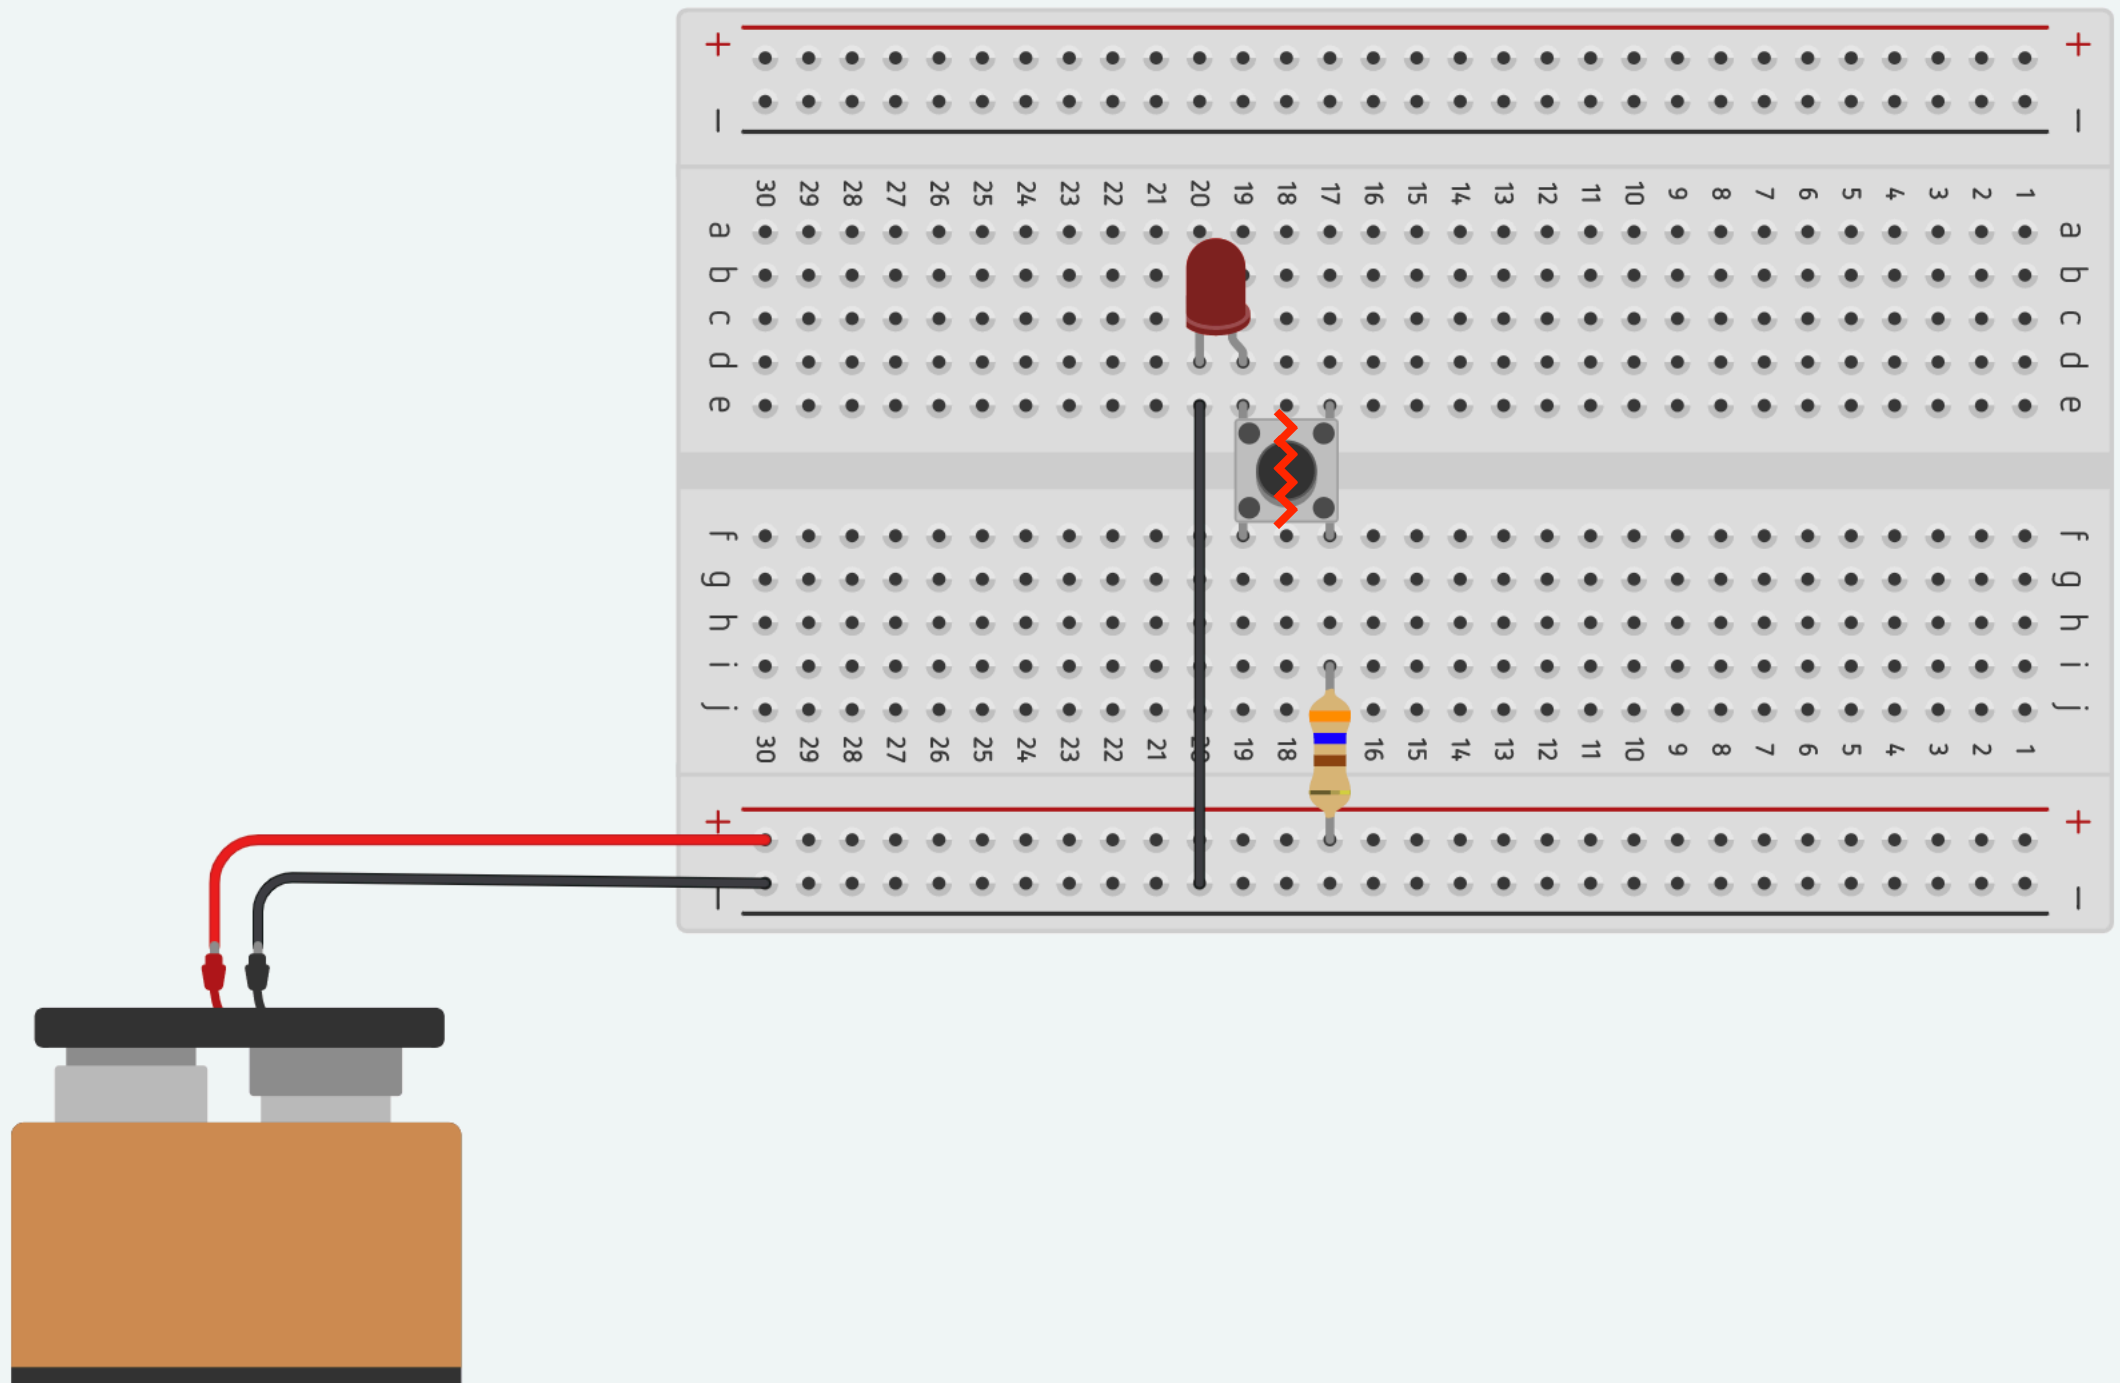 + +
− −
30 29 28 27 26 25 24 23 22 21 20 19 18 17 16 15 14 13 12 11 10 9 8 7 6 5 4 3 2 1
a a
b b
c c
d d
e e
f f
g g
h h
i i
j j
30 29 28 27 26 25 24 23 22 21 20 19 18 16 15 14 13 12 11 10 9 8 7 6 5 4 3 2 1
+ +
− −